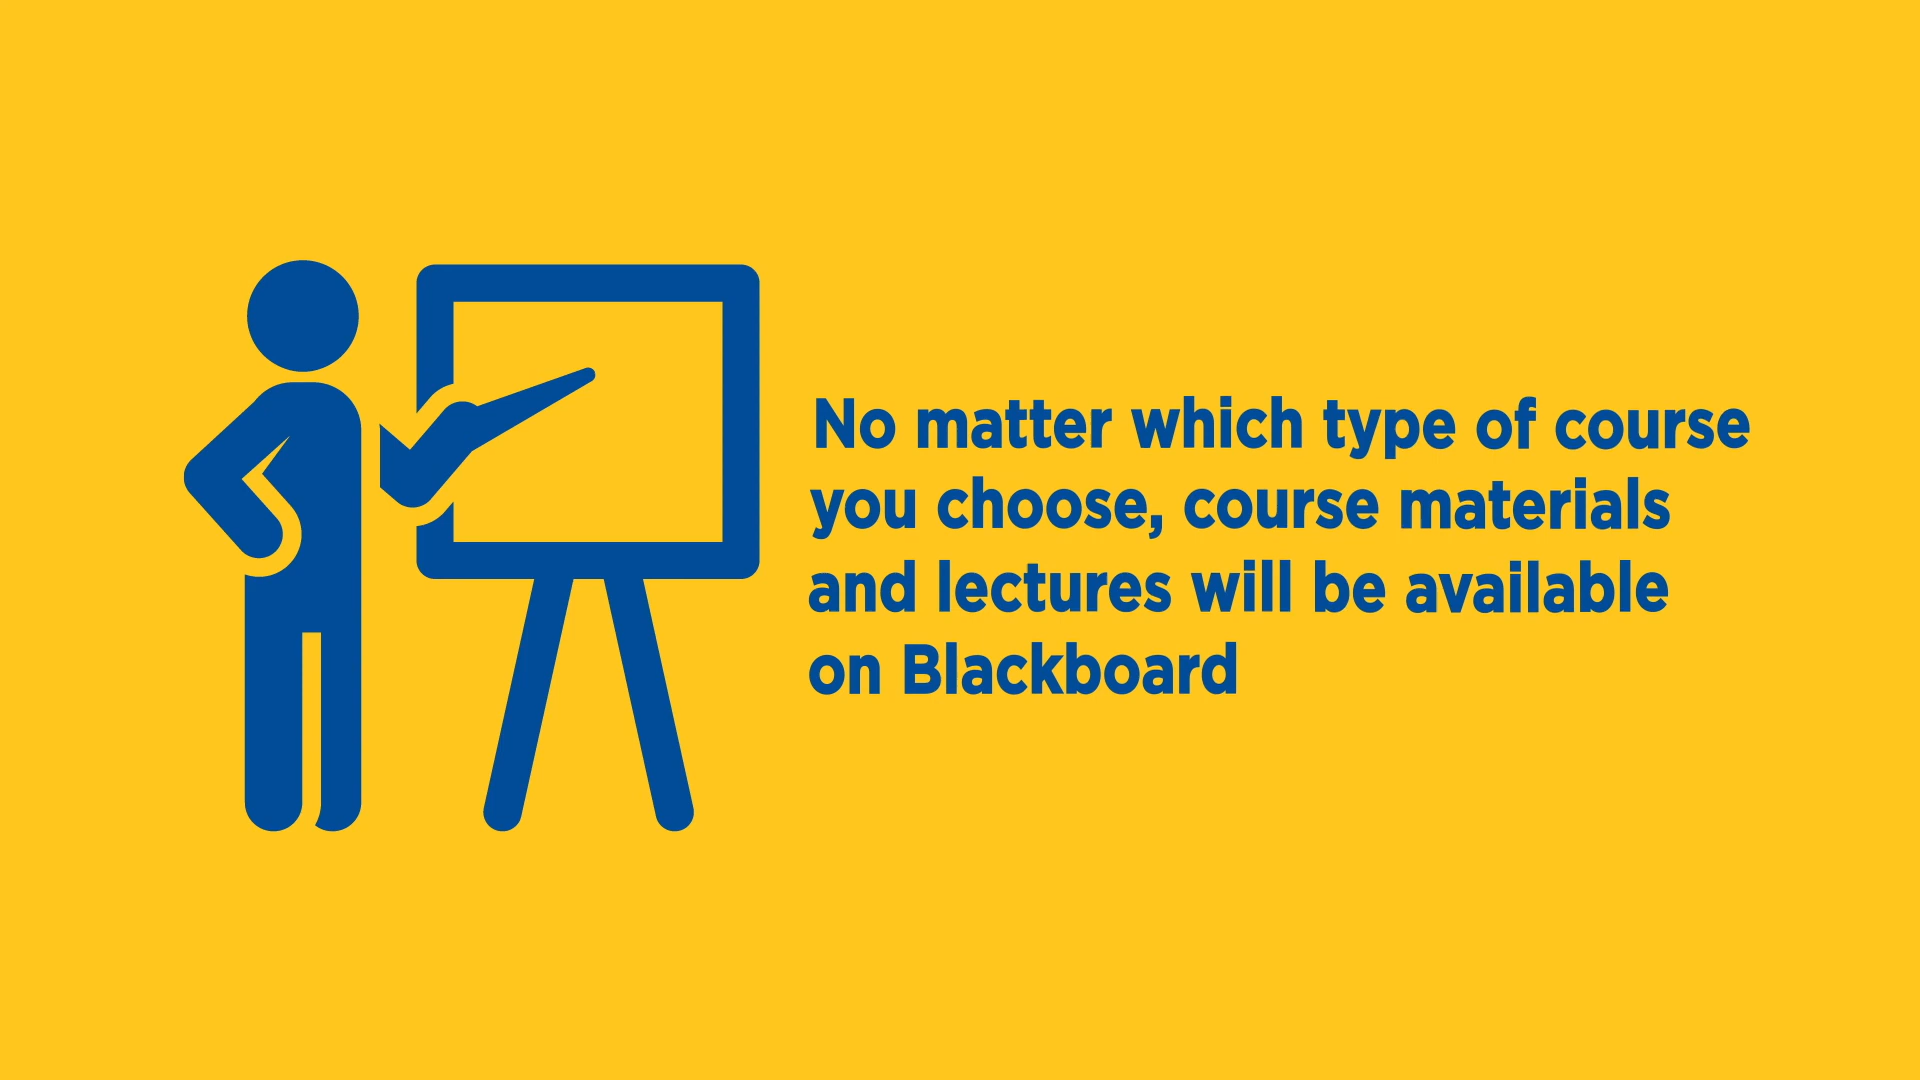 No matter which type of course
you choose, course materials
and lectures will be available
on Blackboard